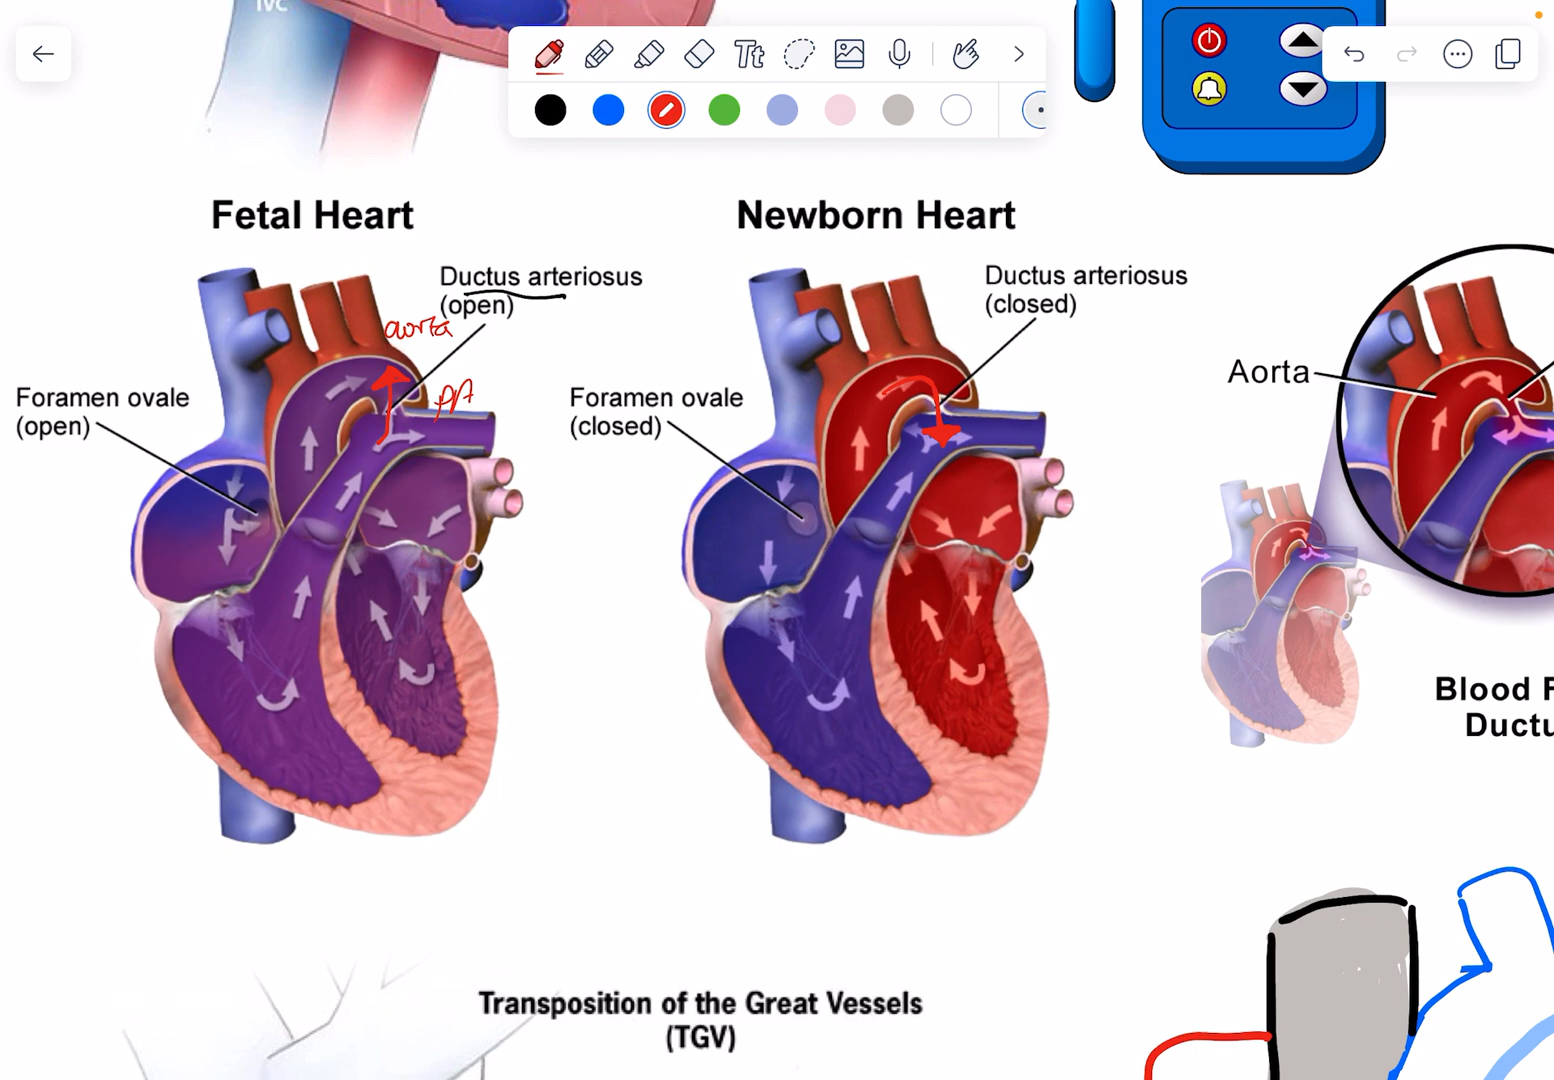 IVC
Tt
Fetal Heart
Newborn Heart
Ductus arteriosus
(open)
aorta
PA
Foramen ovale
(open)
Ductus arteriosus
(closed)
Foramen ovale
(closed)
Aorta
Blood F
Ductu
Transposition of the Great Vessels
(TGV)